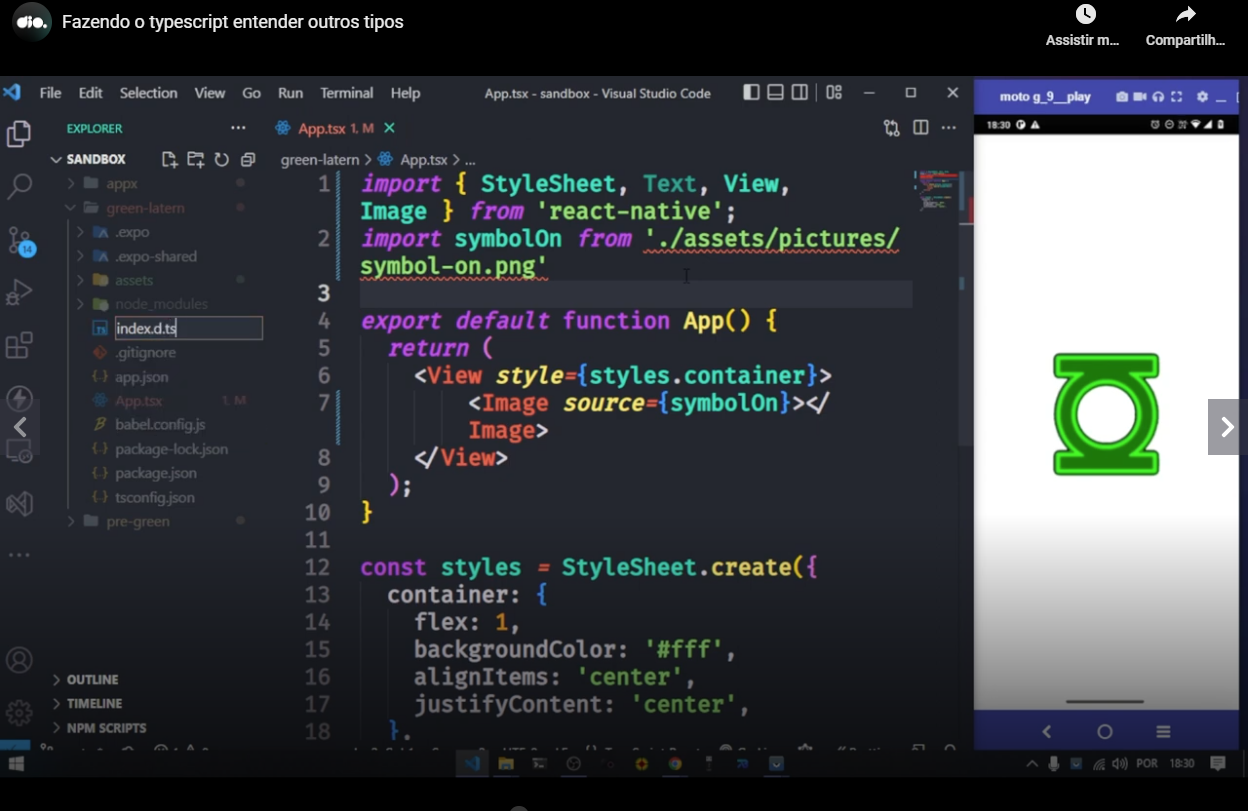 dio.
Fazendo o typescript entender outros tipos
Assistir m...
Compartilh...
File Edit Selection View Go Run Terminal Help
App.tsx - sandbox - Visual Studio Code
moto g_9__play
EXPLORER
...
App.tsx 1, M
18:30
SANDBOX
green-latern > App.tsx > ...
appx
green-latern
.expo
.expo-shared
assets
node_modules
index.d.ts
.gitignore
app.json
App.tsx 1, M
babel.config.js
package-lock.json
package.json
tsconfig.json
pre-green
14
OUTLINE
TIMELINE
NPM SCRIPTS
1 import { StyleSheet, Text, View,
Image } from 'react-native';
2 import symbolOn from './assets/pictures/
symbol-on.png'
3
4 export default function App() {
5 return (
6 <View style={styles.container}>
7 <Image source={symbolOn}></
Image>
8 </View>
9 );
10 }
11
12 const styles = StyleSheet.create({
13 container: {
14 flex: 1,
15 backgroundColor: '#fff',
16 alignItems: 'center',
17 justifyContent: 'center',
18 },
POR 18:30